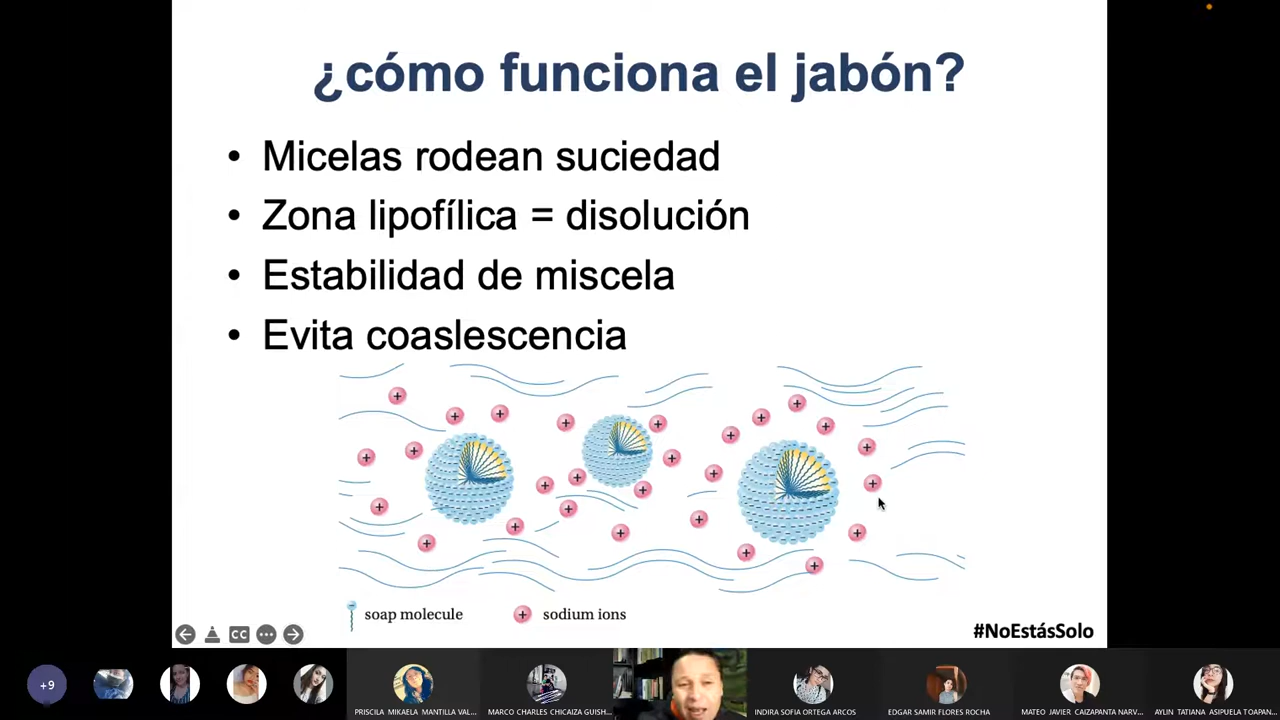 ¿cómo funciona el jabón?
• Micelas rodean suciedad
• Zona lipofílica = disolución
• Estabilidad de miscela
• Evita coaslescencia
soap molecule
sodium ions
CC
#NoEstásSolo
+9
PRISCILA MIKAELA MANTILLA VAL...
MARCO CHARLES CHICAIZA GUISH...
INDIRA SOFIA ORTEGA ARCOS
EDGAR SAMIR FLORES ROCHA
MATEO JAVIER CAIZAPANTA NARV...
AYLIN TATIANA ASIPUELA TOAPAN...